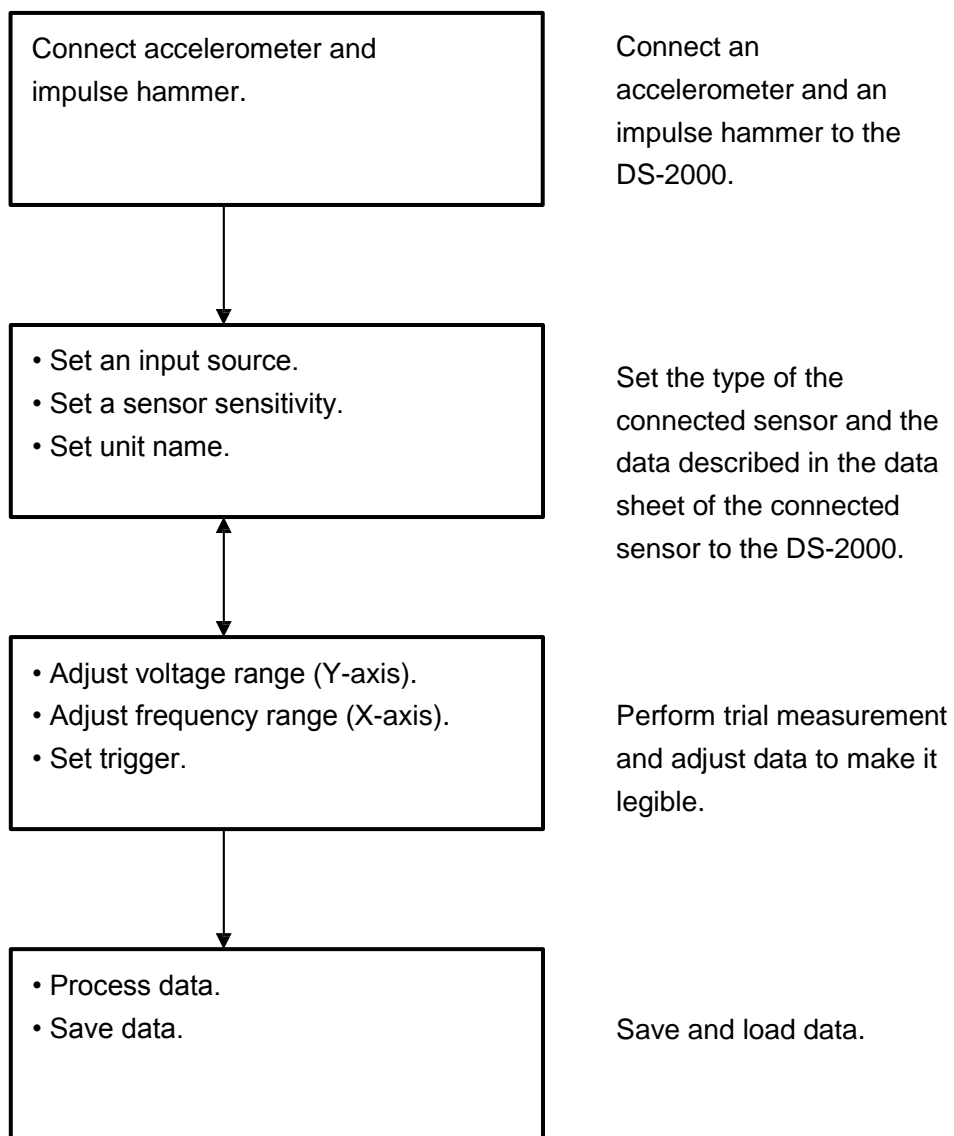 Connect accelerometer and
impulse hammer.
Connect an
accelerometer and an
impulse hammer to the
DS-2000.
• Set an input source.
• Set a sensor sensitivity.
• Set unit name.
Set the type of the
connected sensor and the
data described in the data
sheet of the connected
sensor to the DS-2000.
• Adjust voltage range (Y-axis).
• Adjust frequency range (X-axis).
• Set trigger.
Perform trial measurement
and adjust data to make it
legible.
• Process data.
• Save data.
Save and load data.